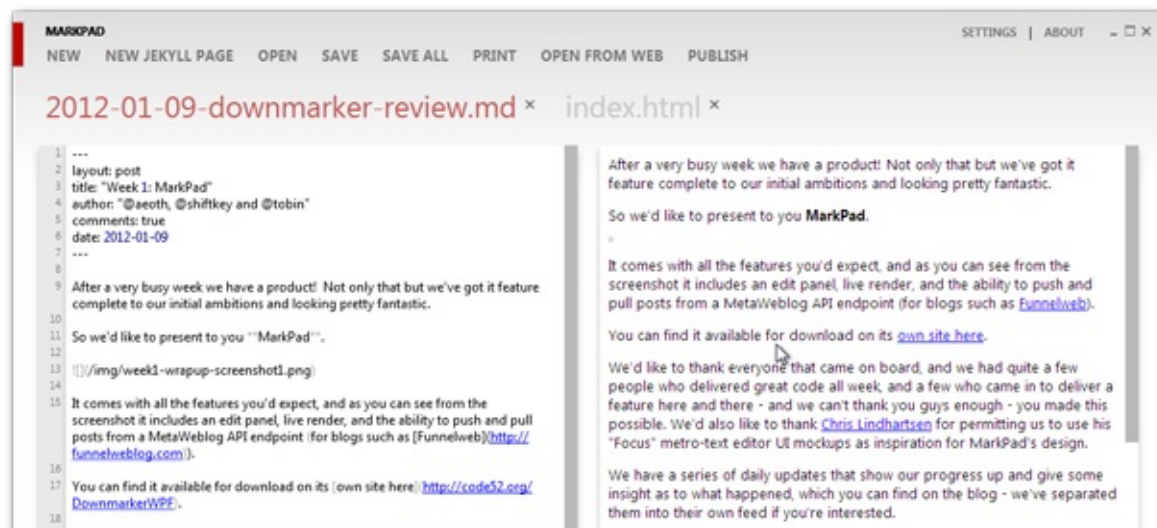 MARKPAD
SETTINGS | ABOUT
NEW NEW JEKYLL PAGE OPEN SAVE SAVE ALL PRINT OPEN FROM WEB PUBLISH
2012-01-09-downmarker-review.md × index.html ×
1 ---
2 layout: post
3 title: "Week 1: MarkPad"
4 author: "@aeoth, @shiftkey and @tobin"
5 comments: true
6 date: 2012-01-09
7 ---
8
9 After a very busy week we have a product! Not only that but we've got it feature
complete to our initial ambitions and looking pretty fantastic.
10
11 So we'd like to present to you **MarkPad**.
12
13 ![](/img/week1-wrapup-screenshot1.png)
14
15 It comes with all the features you'd expect, and as you can see from the
screenshot it includes an edit panel, live render, and the ability to push and pull
posts from a MetaWeblog API endpoint (for blogs such as [Funnelweb](http://
funnelweblog.com)).
16
17 You can find it available for download on its [own site here](http://code52.org/
DownmarkerWPF).
18
After a very busy week we have a product! Not only that but we've got it
feature complete to our initial ambitions and looking pretty fantastic.
So we'd like to present to you MarkPad.
It comes with all the features you'd expect, and as you can see from the
screenshot it includes an edit panel, live render, and the ability to push and
pull posts from a MetaWeblog API endpoint (for blogs such as Funnelweb).
You can find it available for download on its own site here.
We'd like to thank everyone that came on board, and we had quite a few
people who delivered great code all week, and a few who came in to deliver a
feature here and there - and we can't thank you guys enough - you made this
possible. We'd also like to thank Chris Lindhartsen for permitting us to use his
"Focus" metro-text editor UI mockups as inspiration for MarkPad's design.
We have a series of daily updates that show our progress up and give some
insight as to what happened, which you can find on the blog - we've separated
them into their own feed if you're interested.